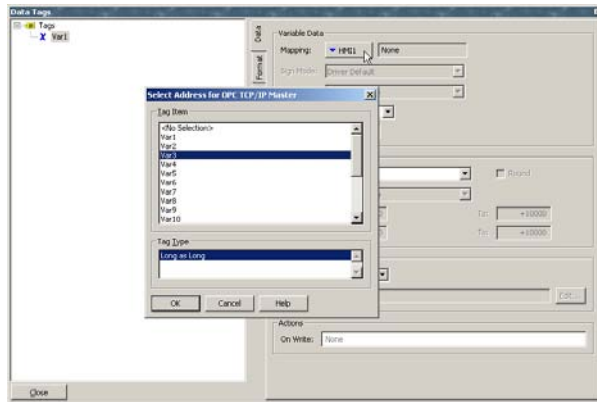 Data Tags
Tags
Var1
Data
Format
Variable Data
Mapping: HMI1 None
Sign Mode: Driver Default
Select Address for OPC TCP/IP Master
Tag Item
<No Selection>
Var1
Var2
Var3
Var4
Var5
Var6
Var7
Var8
Var9
Var10
Round
To: +10000
To: +10000
Tag Type
Long as Long
OK Cancel Help
Edit...
Actions
On Write: None
Close